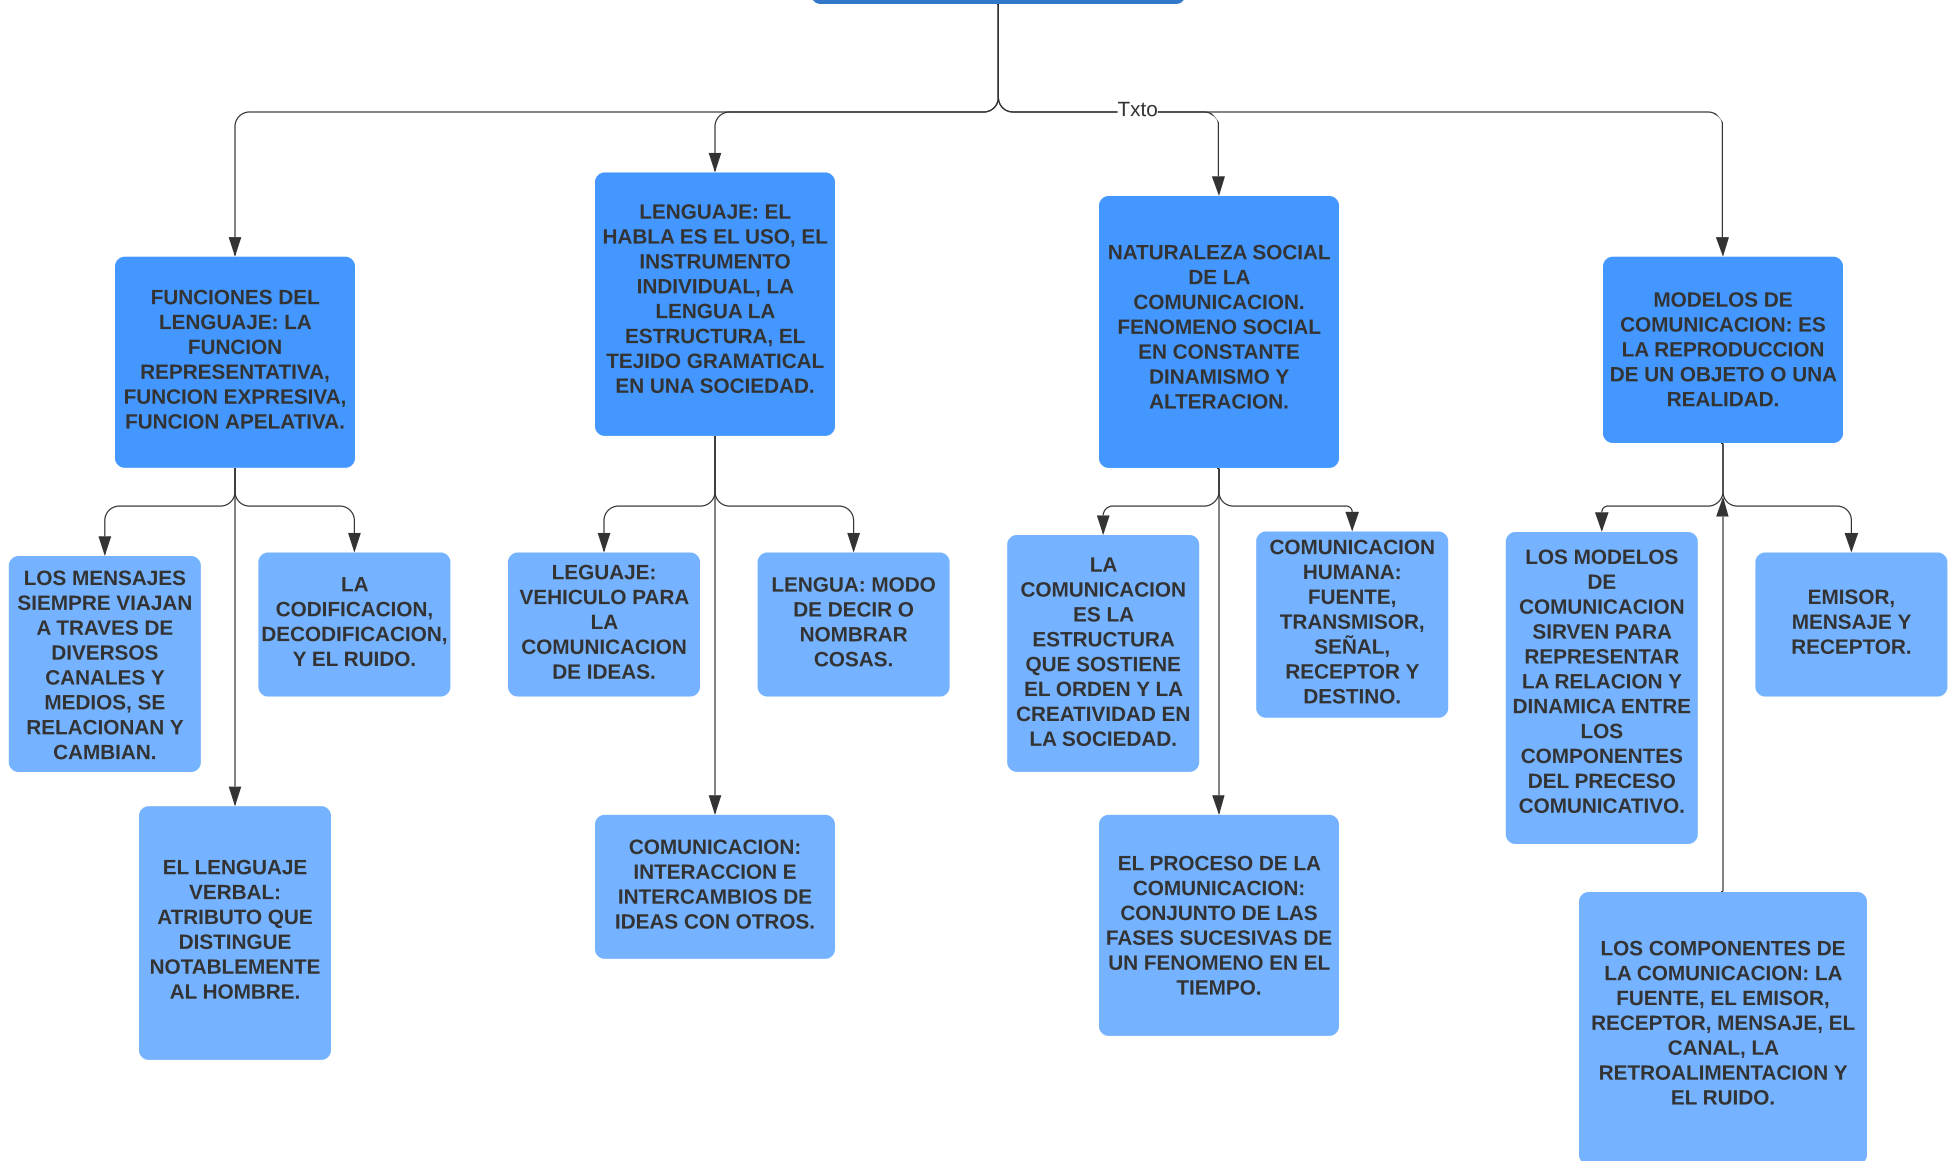 Txto
FUNCIONES DEL
LENGUAJE: LA
FUNCION
REPRESENTATIVA,
FUNCION EXPRESIVA,
FUNCION APELATIVA.
LENGUAJE: EL
HABLA ES EL USO, EL
INSTRUMENTO
INDIVIDUAL, LA
LENGUA LA
ESTRUCTURA, EL
TEJIDO GRAMATICAL
EN UNA SOCIEDAD.
NATURALEZA SOCIAL
DE LA
COMUNICACION.
FENOMENO SOCIAL
EN CONSTANTE
DINAMISMO Y
ALTERACION.
MODELOS DE
COMUNICACION: ES
LA REPRODUCCION
DE UN OBJETO O UNA
REALIDAD.
LOS MENSAJES
SIEMPRE VIAJAN
A TRAVES DE
DIVERSOS
CANALES Y
MEDIOS, SE
RELACIONAN Y
CAMBIAN.
LA
CODIFICACION,
DECODIFICACION,
Y EL RUIDO.
LEGUAJE:
VEHICULO PARA
LA
COMUNICACION
DE IDEAS.
LENGUA: MODO
DE DECIR O
NOMBRAR
COSAS.
LA
COMUNICACION
ES LA
ESTRUCTURA
QUE SOSTIENE
EL ORDEN Y LA
CREATIVIDAD EN
LA SOCIEDAD.
COMUNICACION
HUMANA:
FUENTE,
TRANSMISOR,
SEÑAL,
RECEPTOR Y
DESTINO.
LOS MODELOS
DE
COMUNICACION
SIRVEN PARA
REPRESENTAR
LA RELACION Y
DINAMICA ENTRE
LOS
COMPONENTES
DEL PRECESO
COMUNICATIVO.
EMISOR,
MENSAJE Y
RECEPTOR.
EL LENGUAJE
VERBAL:
ATRIBUTO QUE
DISTINGUE
NOTABLEMENTE
AL HOMBRE.
COMUNICACION:
INTERACCION E
INTERCAMBIOS DE
IDEAS CON OTROS.
EL PROCESO DE LA
COMUNICACION:
CONJUNTO DE LAS
FASES SUCESIVAS DE
UN FENOMENO EN EL
TIEMPO.
LOS COMPONENTES DE
LA COMUNICACION: LA
FUENTE, EL EMISOR,
RECEPTOR, MENSAJE, EL
CANAL, LA
RETROALIMENTACION Y
EL RUIDO.